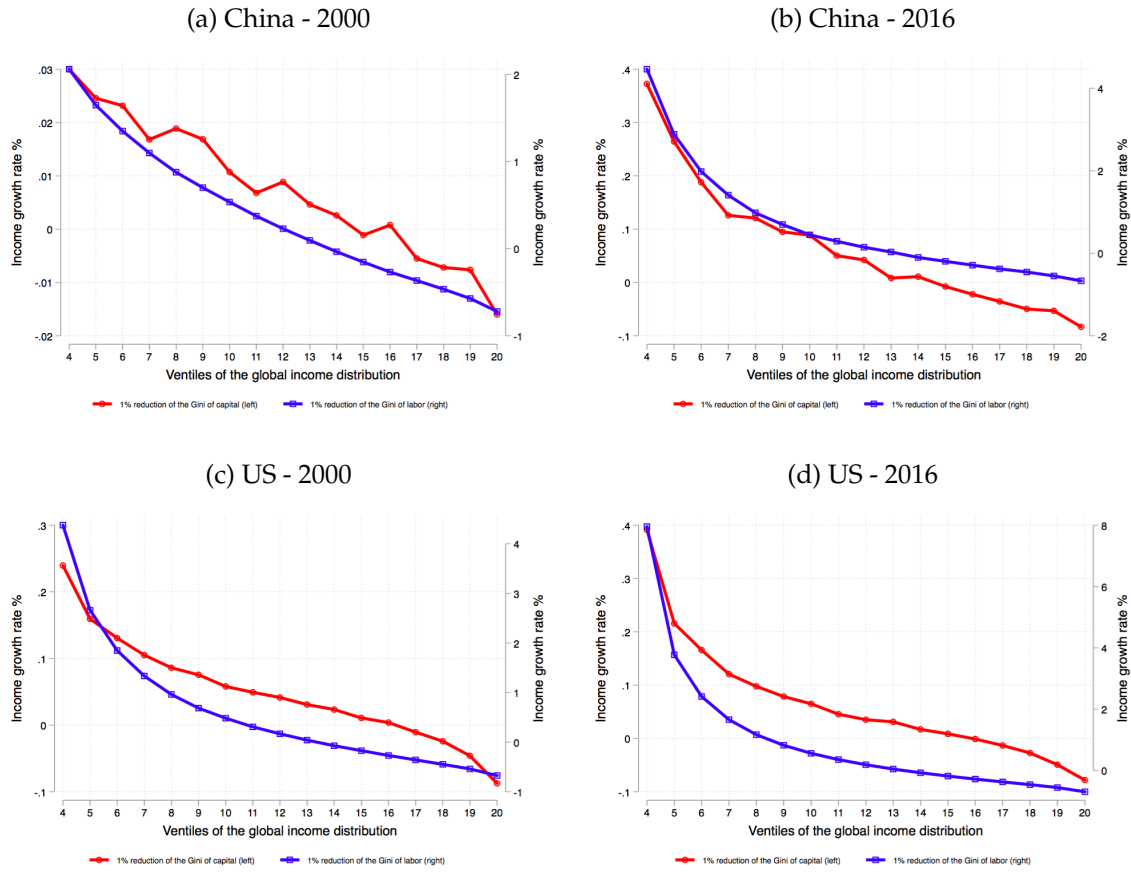 (a) China - 2000
.03
.02
.01
0
-.01
-.02
Income growth rate %
2
1
0
-1
Income growth rate %
4 5 6 7 8 9 10 11 12 13 14 15 16 17 18 19 20
Ventiles of the global income distribution
1% reduction of the Gini of capital (left) 1% reduction of the Gini of labor (right)
(b) China - 2016
.4
.3
.2
.1
0
-.1
Income growth rate %
4
2
0
-2
Income growth rate %
4 5 6 7 8 9 10 11 12 13 14 15 16 17 18 19 20
Ventiles of the global income distribution
1% reduction of the Gini of capital (left) 1% reduction of the Gini of labor (right)
(c) US - 2000
.3
.2
.1
0
-.1
Income growth rate %
4
3
2
1
0
-1
Income growth rate %
4 5 6 7 8 9 10 11 12 13 14 15 16 17 18 19 20
Ventiles of the global income distribution
1% reduction of the Gini of capital (left) 1% reduction of the Gini of labor (right)
(d) US - 2016
.4
.3
.2
.1
0
-.1
Income growth rate %
8
6
4
2
0
Income growth rate %
4 5 6 7 8 9 10 11 12 13 14 15 16 17 18 19 20
Ventiles of the global income distribution
1% reduction of the Gini of capital (left) 1% reduction of the Gini of labor (right)